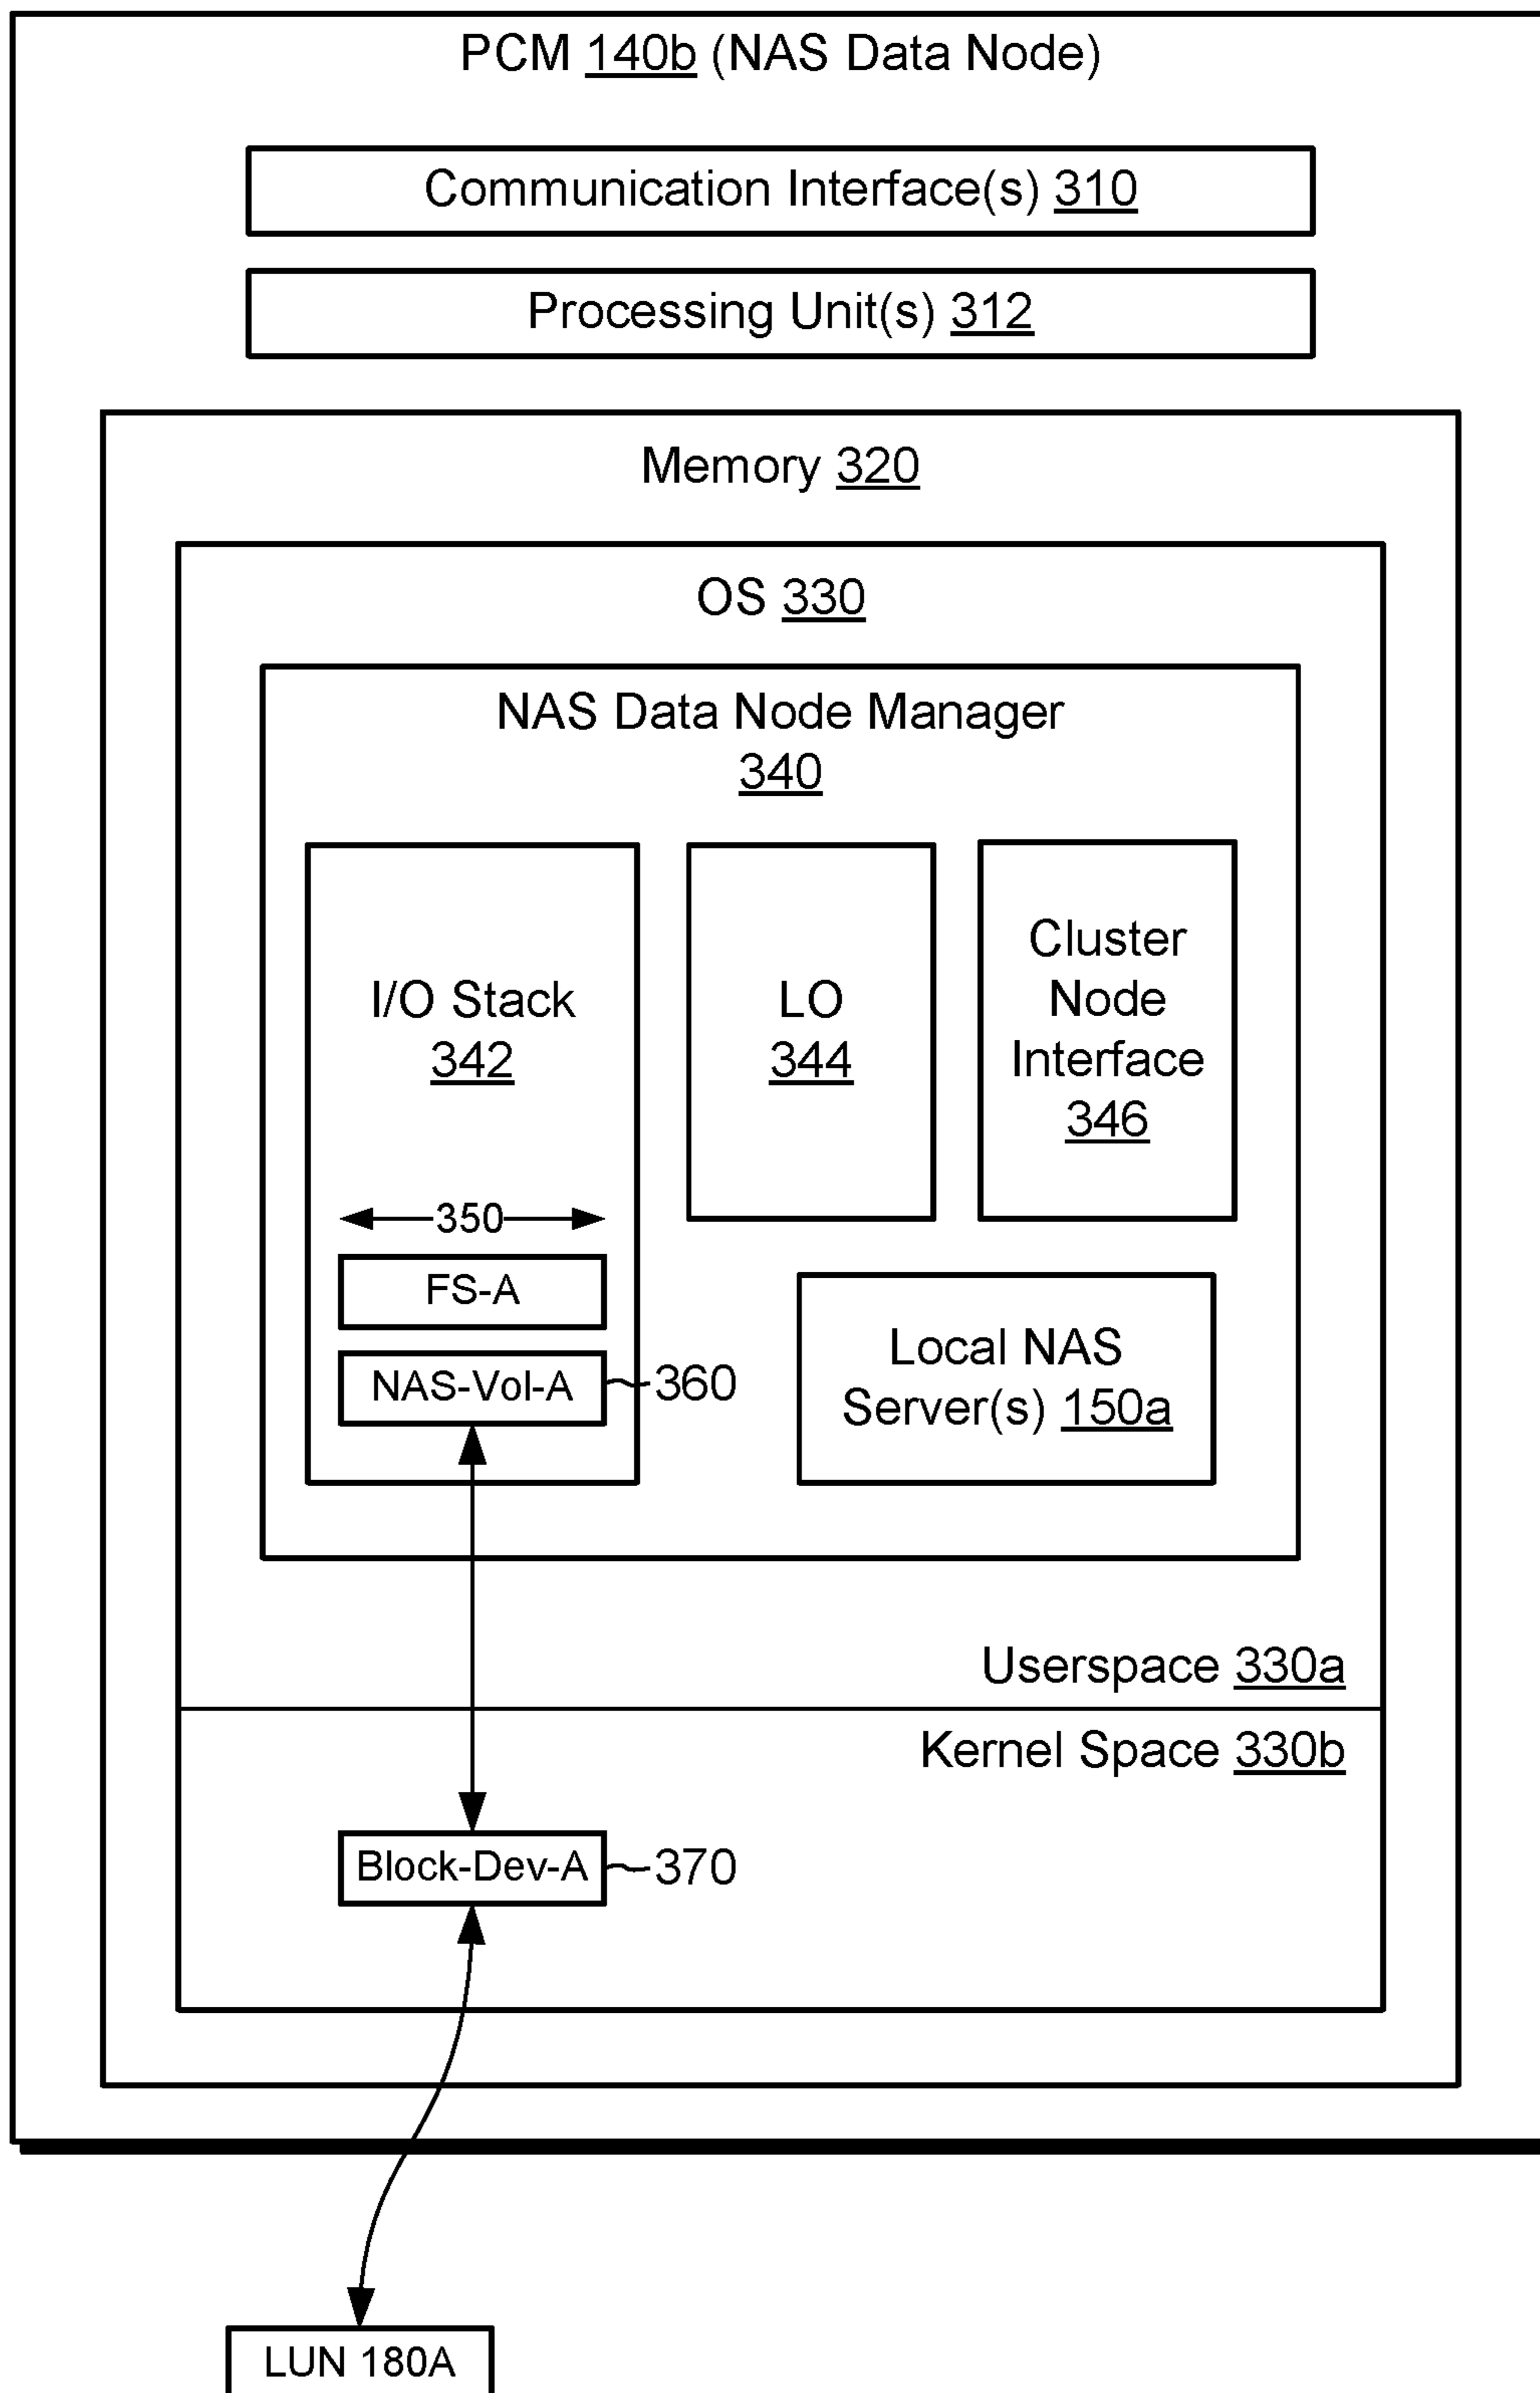 PCM 140b (NAS Data Node)
Communication Interface(s) 310
Processing Unit(s) 312
Memory 320
OS 330
NAS Data Node Manager
340
I/O Stack
342
LO
344
Cluster
Node
Interface
346
350
FS-A
NAS-Vol-A
360
Local NAS
Server(s) 150a
Userspace 330a
Kernel Space 330b
Block-Dev-A
370
LUN 180A